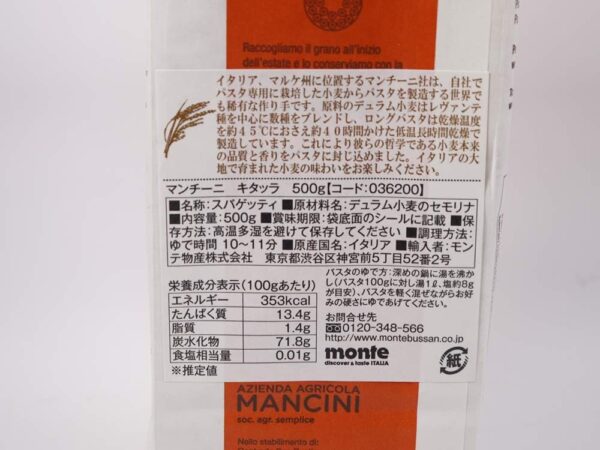 Raccogliamo il grano all'inizio
dell'estate e lo conserviamo con la
イタリア、マルケ州に位置するマンチーニ社は、自社で
パスタ専用に栽培した小麦からパスタを製造する世界で
も稀有な作り手です。原料のデュラム小麦はレヴァンテ
種を中心に数種をブレンドし、ロングパスタは乾燥温度
を約45℃におさえ約40時間かけた低温長時間乾燥で
製造しています。これにより彼らの哲学である小麦本来
の品質と香りをパスタに封じ込めました。イタリアの大
地で育まれた小麦の味わいをお楽しみください。
マンチーニ キタッラ 500g【コード:036200】
■名称:スパゲッティ ■原材料名:デュラム小麦のセモリナ
■内容量:500g ■賞味期限:袋底面のシールに記載 ■保
存方法:高温多湿を避けて保存してください ■調理方法:
ゆで時間 10〜11分 ■原産国名:イタリア ■輸入者:モン
テ物産株式会社 東京都渋谷区神宮前5丁目52番2号
栄養成分表示(100gあたり)
エネルギー 353kcal
たんぱく質 13.4g
脂質 1.4g
炭水化物 71.8g
食塩相当量 0.01g
※推定値
パスタのゆで方:深めの鍋に湯を沸か
し(パスタ100gに対し湯1ℓ、塩約8g
が目安)、パスタを軽く混ぜながらお好
みの硬さにゆであげてください。
お問合せ先
0120-348-566
http://www.montebussan.co.jp
monte
discover & taste ITALIA
紙
AZIENDA AGRICOLA
MANCINI
soc. agr. semplice
Nello stabilimento di: